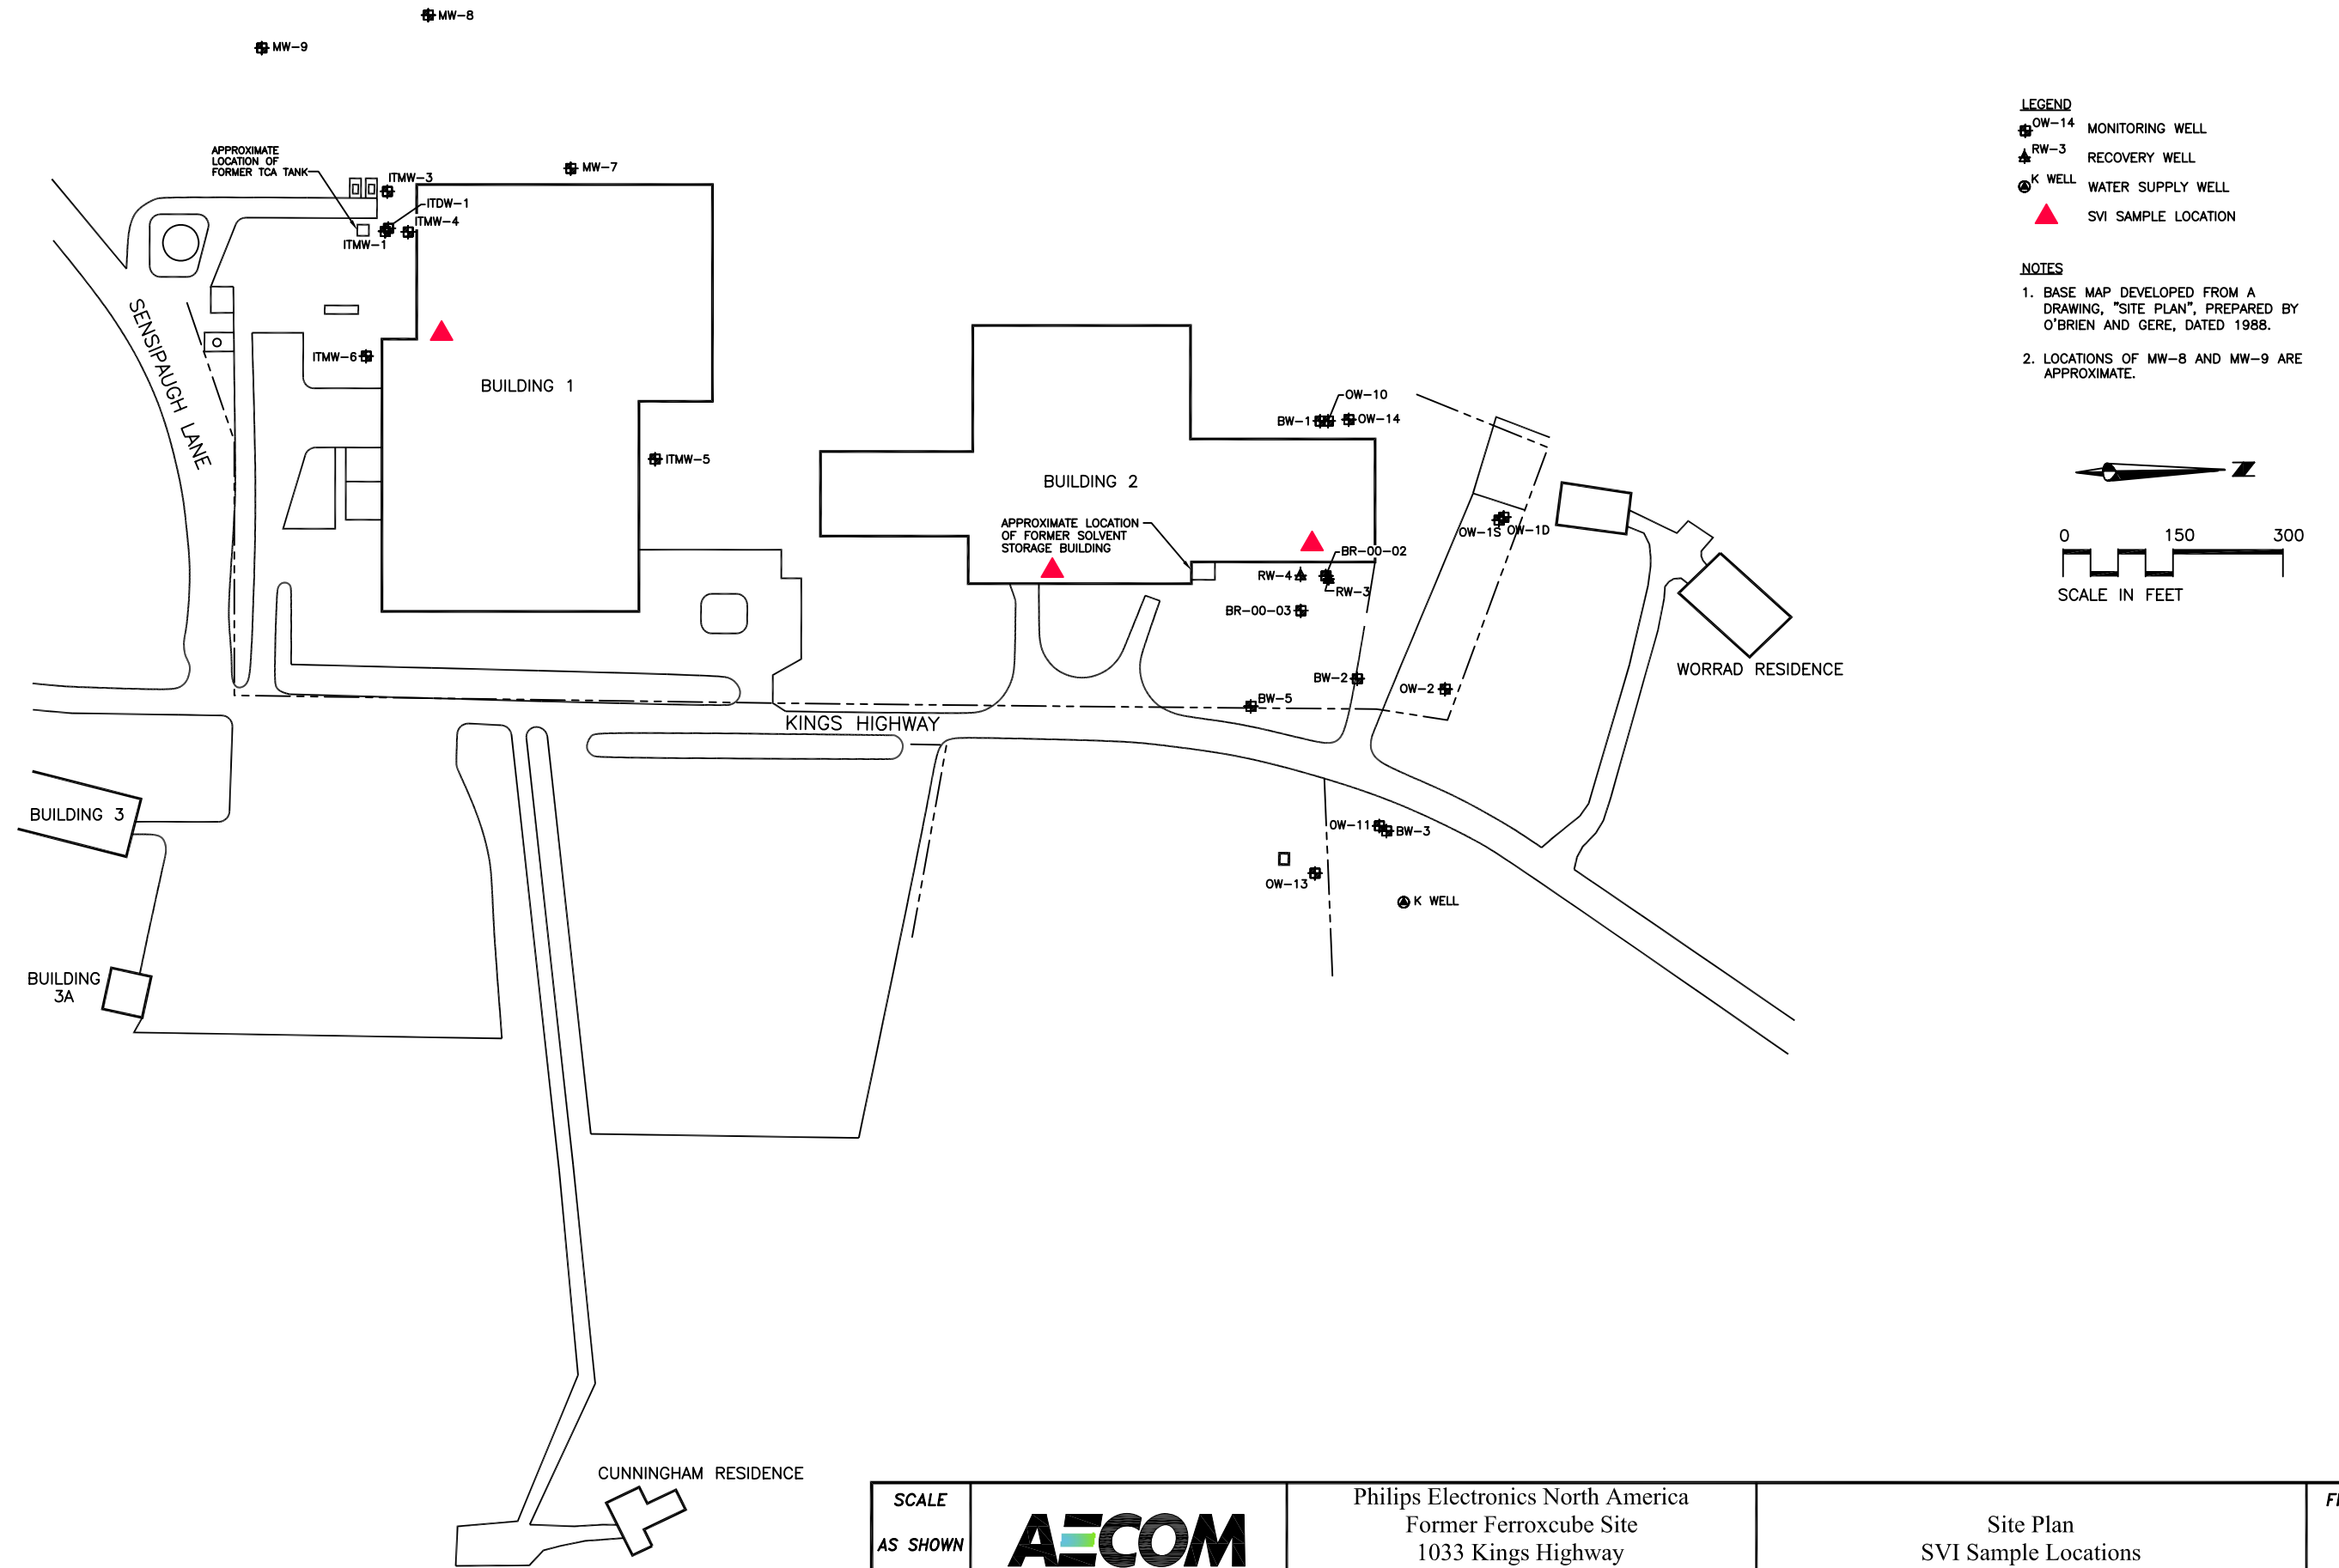 MW-8
MW-9
APPROXIMATE
LOCATION OF
FORMER TCA TANK
ITMW-3
MW-7
ITDW-1
ITMW-4
ITMW-1
SENSIPAUGH LANE
ITMW-6
BUILDING 1
ITMW-5
LEGEND
OW-14 MONITORING WELL
RW-3 RECOVERY WELL
K WELL WATER SUPPLY WELL
SVI SAMPLE LOCATION
NOTES
1. BASE MAP DEVELOPED FROM A
DRAWING, "SITE PLAN", PREPARED BY
O'BRIEN AND GERE, DATED 1988.
2. LOCATIONS OF MW-8 AND MW-9 ARE
APPROXIMATE.
Z
0 150 300
SCALE IN FEET
OW-10
BW-1
OW-14
BUILDING 2
APPROXIMATE LOCATION
OF FORMER SOLVENT
STORAGE BUILDING
OW-1S
OW-1D
BR-00-02
RW-4
RW-3
BR-00-03
WORRAD RESIDENCE
BW-2
OW-2
BW-5
KINGS HIGHWAY
BUILDING 3
OW-11
BW-3
OW-13
K WELL
BUILDING
3A
CUNNINGHAM RESIDENCE
SCALE
AS SHOWN
AECOM
Philips Electronics North America
Former Ferroxcube Site
1033 Kings Highway
Site Plan
SVI Sample Locations